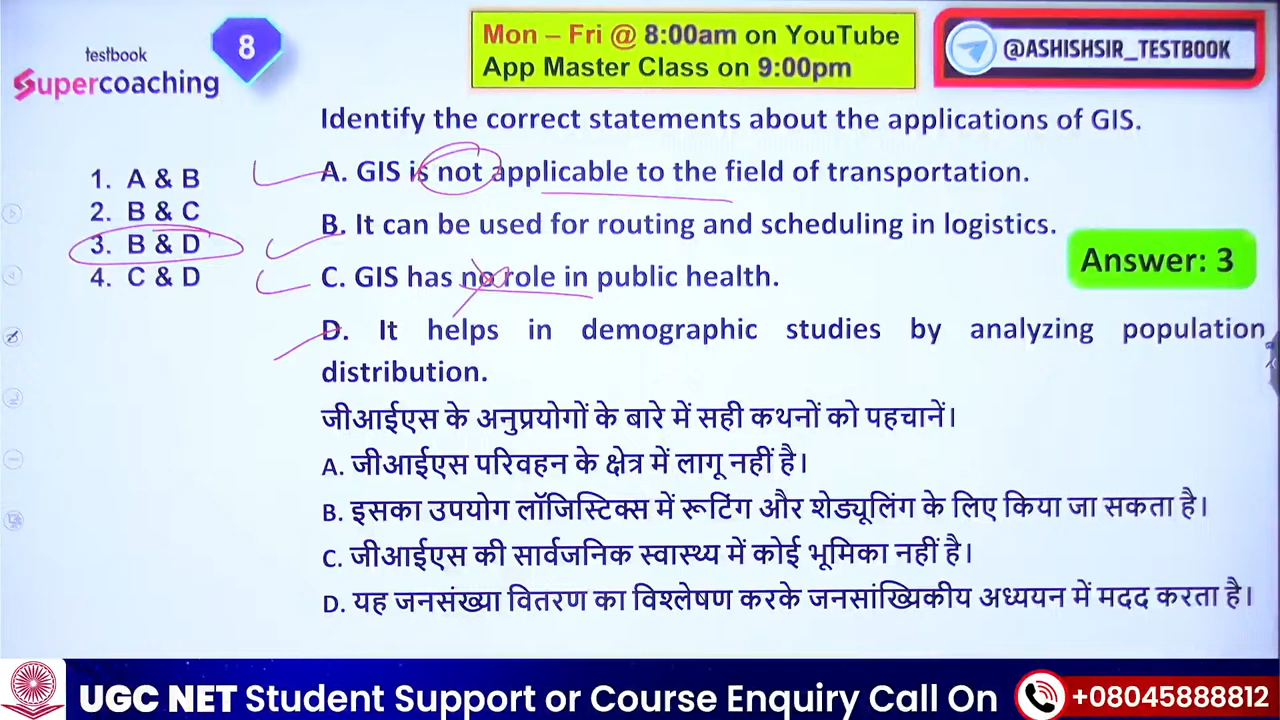 testbook
Supercoaching
8
Mon – Fri @ 8:00am on YouTube
App Master Class on 9:00pm
@ASHISHSIR_TESTBOOK
Identify the correct statements about the applications of GIS.
1. A & B
2. B & C
3. B & D
4. C & D
A. GIS is not applicable to the field of transportation.
B. It can be used for routing and scheduling in logistics.
C. GIS has no role in public health.
D. It helps in demographic studies by analyzing population
distribution.
Answer: 3
जीआईएस के अनुप्रयोगों के बारे में सही कथनों को पहचानें।
A. जीआईएस परिवहन के क्षेत्र में लागू नहीं है।
B. इसका उपयोग लॉजिस्टिक्स में रूटिंग और शेड्यूलिंग के लिए किया जा सकता है।
C. जीआईएस की सार्वजनिक स्वास्थ्य में कोई भूमिका नहीं है।
D. यह जनसंख्या वितरण का विश्लेषण करके जनसांख्यिकीय अध्ययन में मदद करता है।
UGC NET Student Support or Course Enquiry Call On
+08045888812